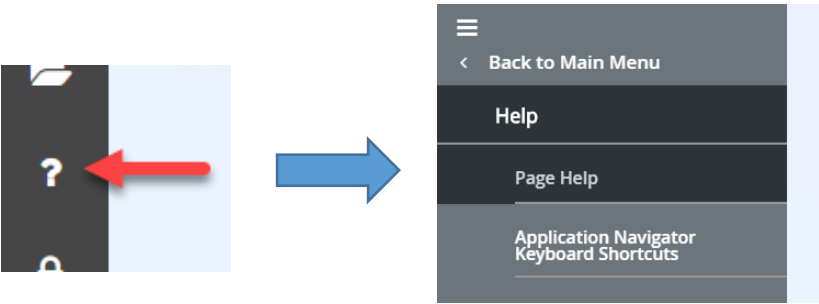 ?
< Back to Main Menu
Help
Page Help
Application Navigator
Keyboard Shortcuts